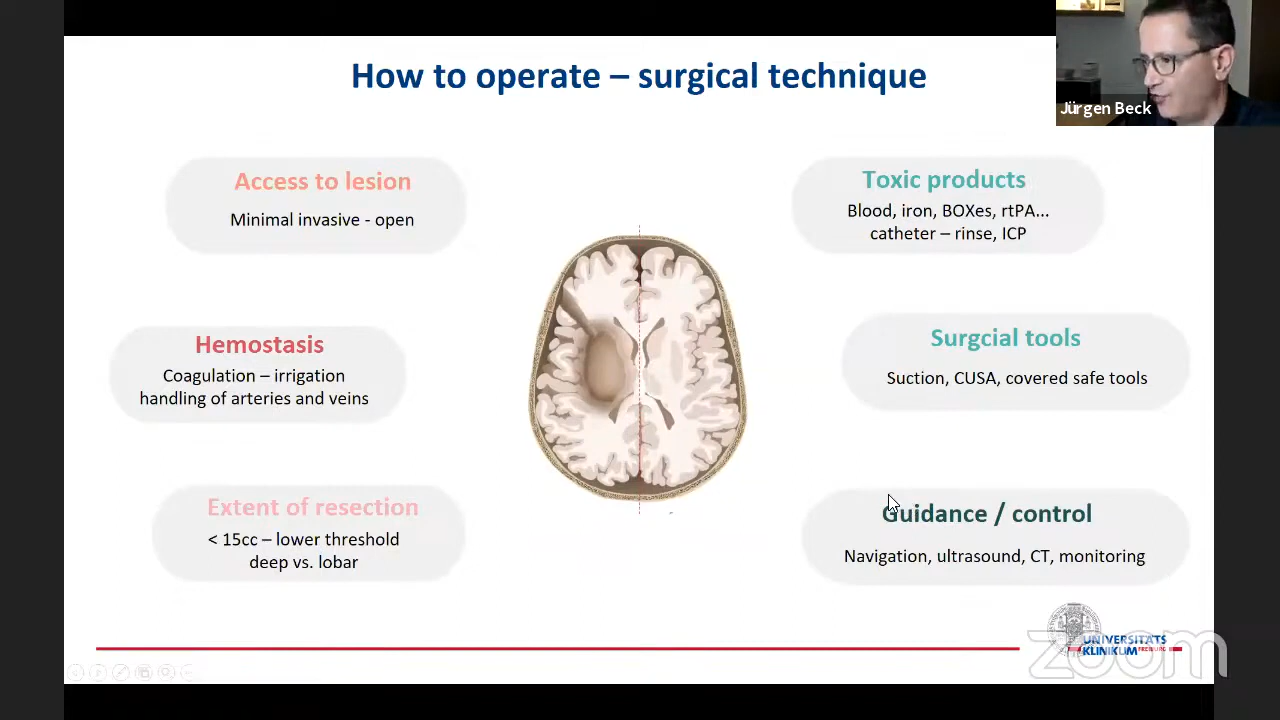 How to operate – surgical technique
Jürgen Beck
Access to lesion
Minimal invasive - open
Toxic products
Blood, iron, BOXes, rtPA...
catheter – rinse, ICP
Hemostasis
Coagulation – irrigation
handling of arteries and veins
Surgcial tools
Suction, CUSA, covered safe tools
Extent of resection
< 15cc – lower threshold
deep vs. lobar
Guidance / control
Navigation, ultrasound, CT, monitoring
UNIVERSITÄTS
KLINIKUM FREIBURG
zoom